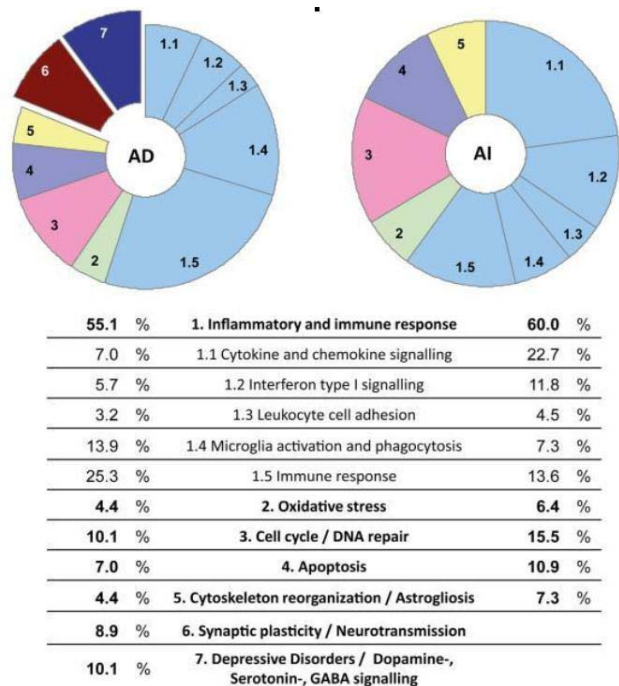 7
6
5
4
3
2
1.1
1.2
1.3
1.4
1.5
AD
5
4
3
2
1.1
1.2
1.3
1.4
1.5
AI
55.1 % 1. Inflammatory and immune response 60.0 %
7.0 % 1.1 Cytokine and chemokine signalling 22.7 %
5.7 % 1.2 Interferon type I signalling 11.8 %
3.2 % 1.3 Leukocyte cell adhesion 4.5 %
13.9 % 1.4 Microglia activation and phagocytosis 7.3 %
25.3 % 1.5 Immune response 13.6 %
4.4 % 2. Oxidative stress 6.4 %
10.1 % 3. Cell cycle / DNA repair 15.5 %
7.0 % 4. Apoptosis 10.9 %
4.4 % 5. Cytoskeleton reorganization / Astrogliosis 7.3 %
8.9 % 6. Synaptic plasticity / Neurotransmission
10.1 % 7. Depressive Disorders / Dopamine-,
Serotonin-, GABA signalling